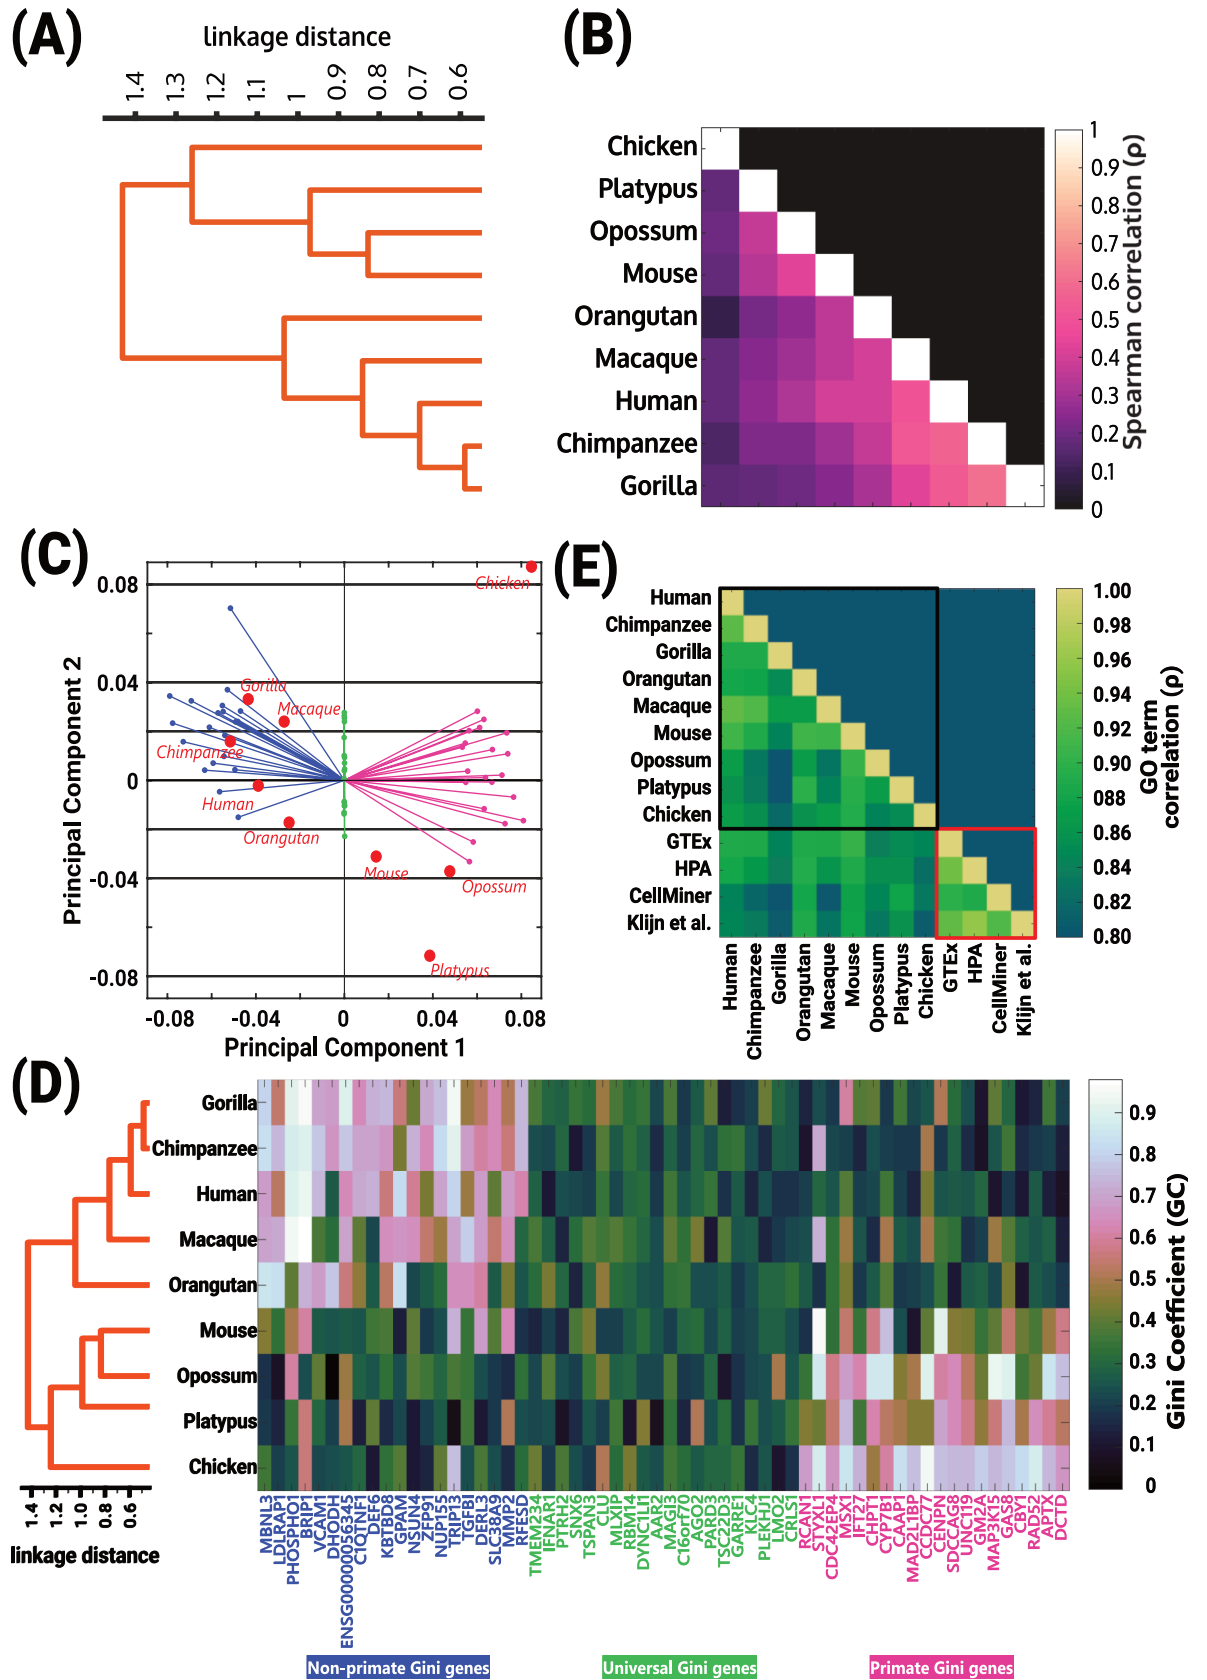 (A)
linkage distance
1.4 1.3 1.2 1.1 1 0.9 0.8 0.7 0.6
(B)
Chicken
Platypus
Opossum
Mouse
Orangutan
Macaque
Human
Chimpanzee
Gorilla
1
0.9
0.8
0.7
0.6
0.5
0.4
0.3
0.2
0.1
0
Spearman correlation (ρ)
(C)
Principal Component 2
0.08
0.04
0
-0.04
-0.08
Chicken
Gorilla
Macaque
Chimpanzee
Human
Orangutan
Mouse
Opossum
Platypus
-0.08 -0.04 0 0.04 0.08
Principal Component 1
(E)
Human
Chimpanzee
Gorilla
Orangutan
Macaque
Mouse
Opossum
Platypus
Chicken
GTEx
HPA
CellMiner
Klijn et al.
Human
Chimpanzee
Gorilla
Orangutan
Macaque
Mouse
Opossum
Platypus
Chicken
GTEx
HPA
CellMiner
Klijn et al.
1.00
0.98
0.96
0.94
0.92
0.90
0.88
0.86
0.84
0.82
0.80
GO term
correlation (ρ)
(D)
Gorilla
Chimpanzee
Human
Macaque
Orangutan
Mouse
Opossum
Platypus
Chicken
1.4 1.2 1.0 0.8 0.6
linkage distance
0.9
0.8
0.7
0.6
0.5
0.4
0.3
0.2
0.1
0
Gini Coefficient (GC)
MBNL3
LDLRAP1
PHOSPHO1
BRIP1
VCAM1
DHODH
ENSG00000056345
C1QTNF1
DEF6
KBTBD8
GPAM
NSUN4
ZFP91
NUP155
TRIP13
TGFBI
DERL3
SLC38A9
MMP2
RFESD
TMEM234
IFNAR1
PTRH2
SNX6
TSPAN1
CLU
MLXIP
RBM14
DYNC1LI1
AAR2
MAGI3
C16orf70
AGO2
PARD3
TSC22D3
GARRE1
KLC4
PLEKHJ1
LMO2
CRLS1
RCAN1
STYXL1
CDC42EP4
MSX1
IFT27
CHPT1
CYP7B1
CAAP1
MAD2L1BP
CCDC77
CENPN
SDCCAG8
UNC119
GM2A
MAP3K15
GAS8
CBY1
RAD52
APTX
DCTD
Non-primate Gini genes
Universal Gini genes
Primate Gini genes